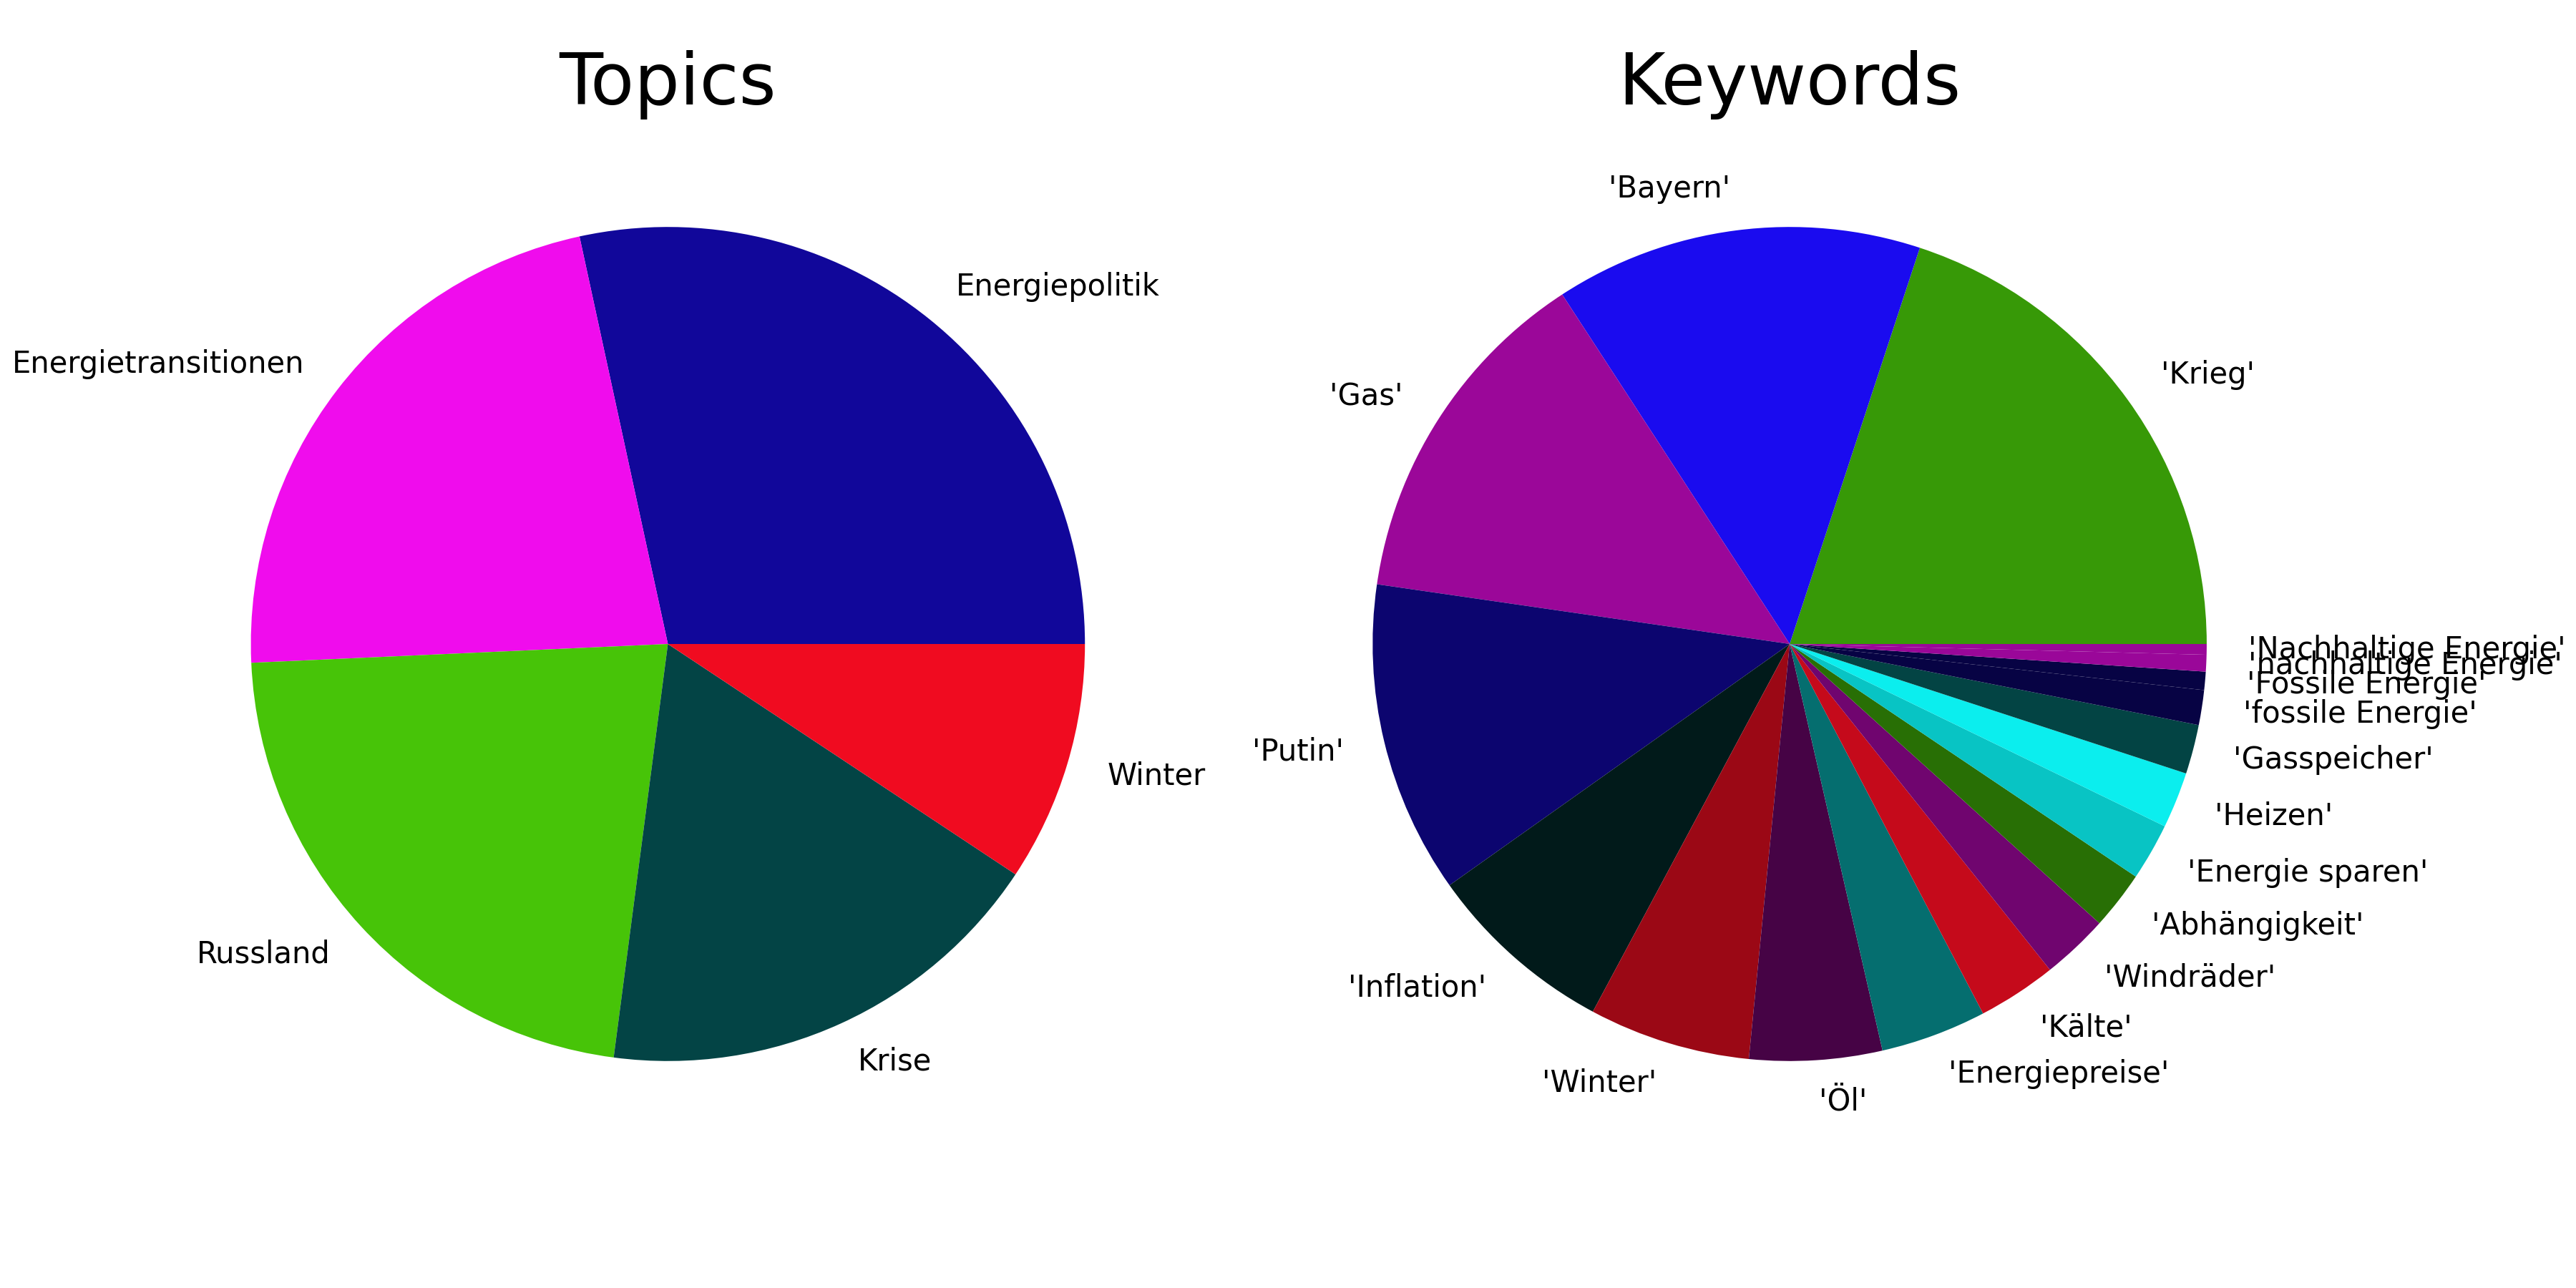 Topics
Energiepolitik
Energietransitionen
Russland
Krise
Winter
Keywords
'Krieg'
'Bayern'
'Gas'
'Putin'
'Inflation'
'Winter'
'Öl'
'Energiepreise'
'Kälte'
'Windräder'
'Abhängigkeit'
'Energie sparen'
'Heizen'
'Gasspeicher'
'fossile Energie'
'Fossile Energie'
'nachhaltige Energie'
'Nachhaltige Energie'